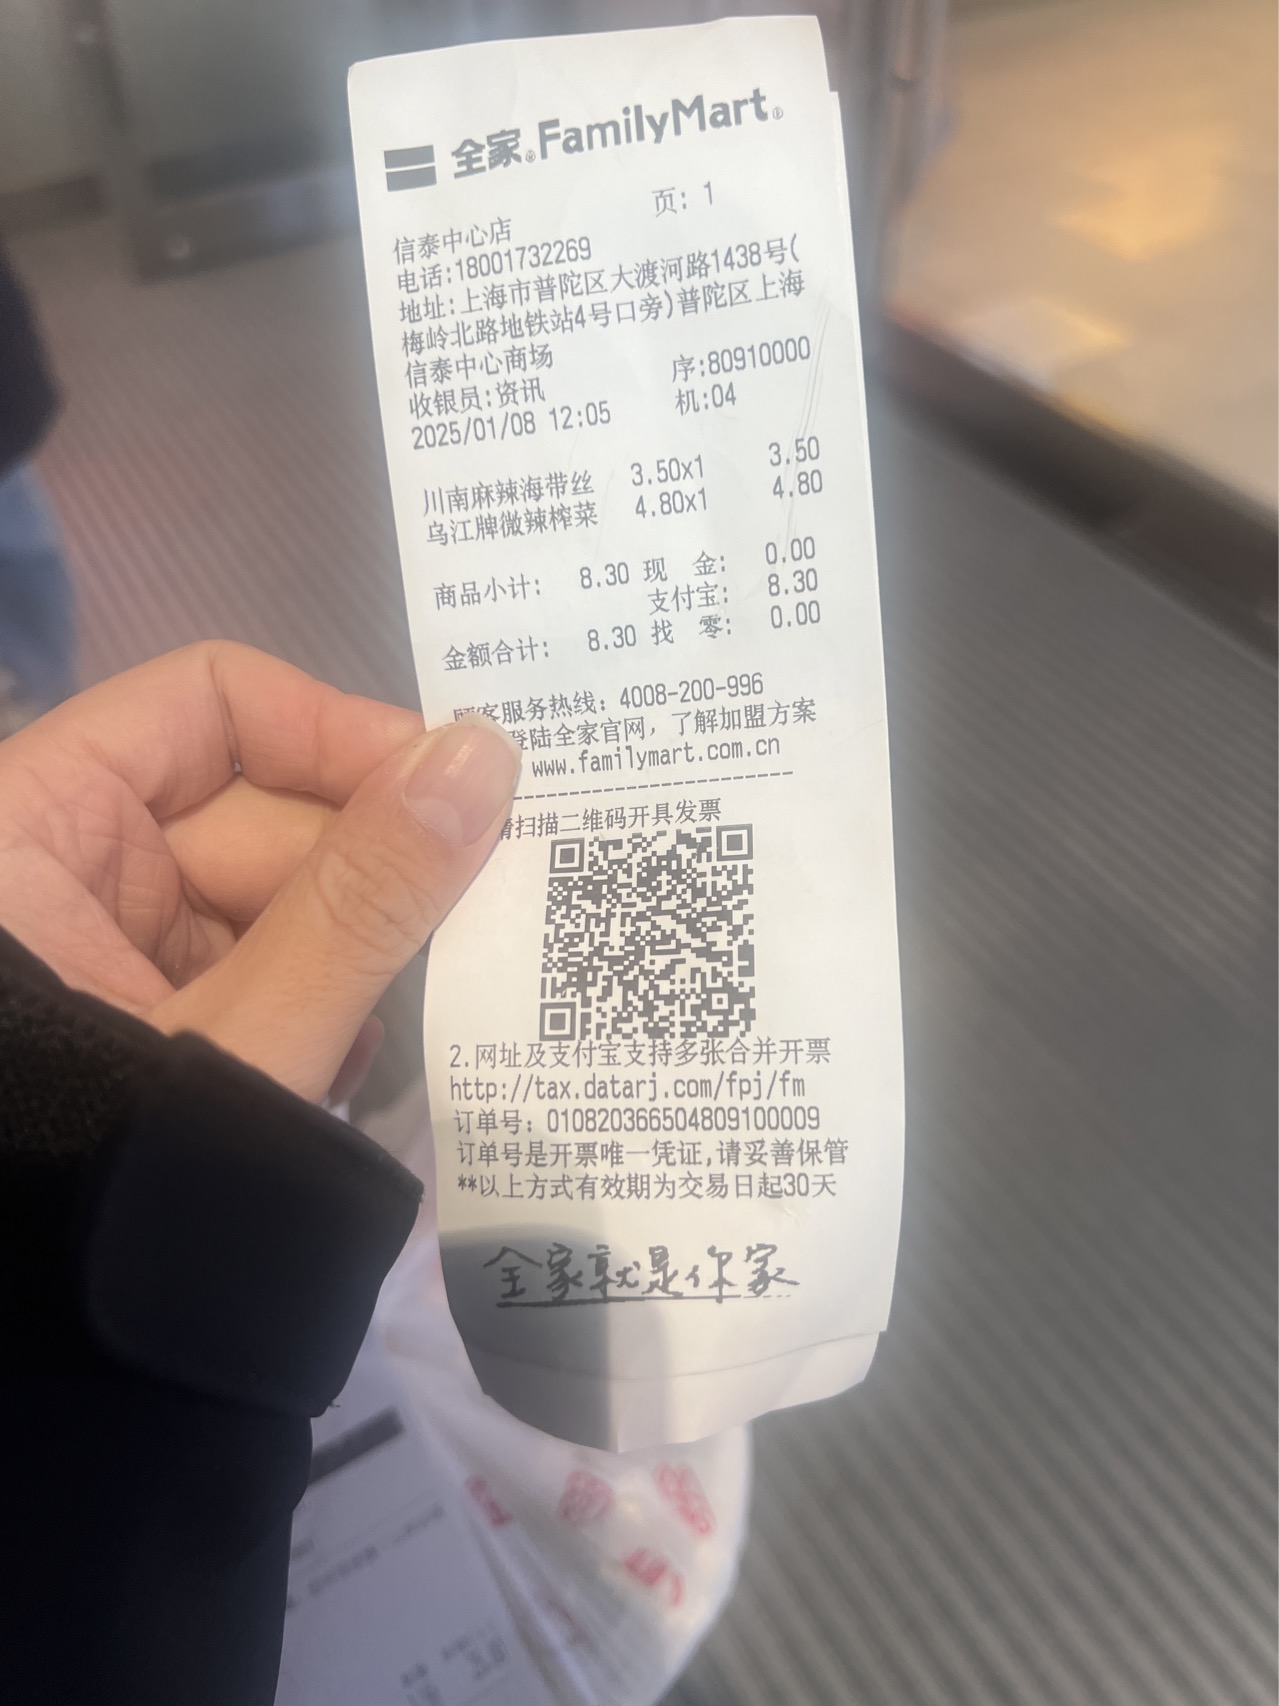 全家 FamilyMart
页: 1
信泰中心店
电话:18001732269
地址:上海市普陀区大渡河路1438号(
梅岭北路地铁站4号口旁)普陀区上海
信泰中心商场
收银员:资讯 序:80910000
2025/01/08 12:05 机:04
川南麻辣海带丝 3.50x1 3.50
乌江牌微辣榨菜 4.80x1 4.80
商品小计: 8.30 现 金: 0.00
支付宝: 8.30
金额合计: 8.30 找 零: 0.00
顾客服务热线: 4008-200-996
登陆全家官网,了解加盟方案
www.familymart.com.cn
请扫描二维码开具发票
2.网址及支付宝支持多张合并开票
http://tax.datarj.com/fpj/fm
订单号: 010820366504809100009
订单号是开票唯一凭证,请妥善保管
**以上方式有效期为交易日起30天
全家就是你家